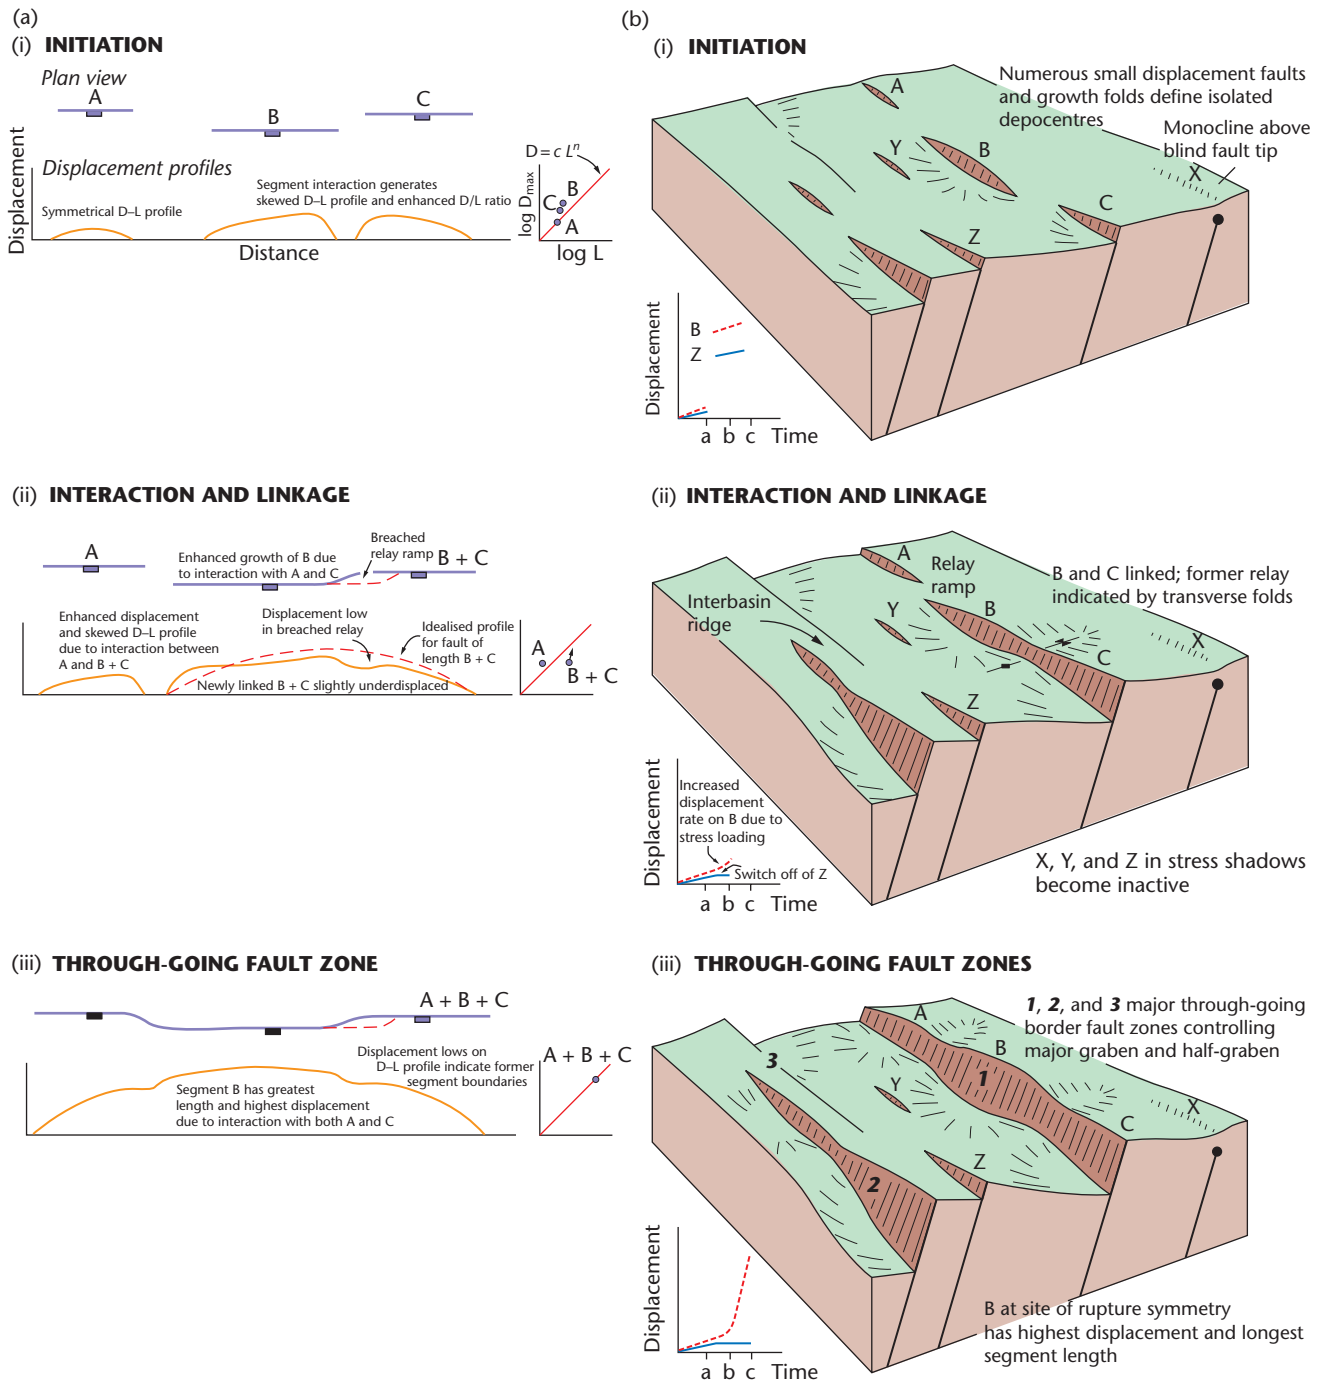 (a)
(i) INITIATION
Plan view
A
B
C
Displacement profiles
Displacement
Symmetrical D–L profile
Segment interaction generates
skewed D–L profile and enhanced D/L ratio
Distance
D = c Lⁿ
log Dmax
B
C
A
log L
(ii) INTERACTION AND LINKAGE
A
Enhanced growth of B due
to interaction with A and C
Breached
relay ramp
B + C
Enhanced displacement
and skewed D–L profile
due to interaction between
A and B + C
Displacement low
in breached relay
Idealised profile
for fault of
length B + C
Newly linked B + C slightly underdisplaced
A
B + C
(iii) THROUGH-GOING FAULT ZONE
A + B + C
Displacement lows on
D–L profile indicate former
segment boundaries
Segment B has greatest
length and highest displacement
due to interaction with both A and C
A + B + C
(b)
(i) INITIATION
Numerous small displacement faults
and growth folds define isolated
depocentres
Monocline above
blind fault tip
A
Y
B
X
C
Z
Displacement
B
Z
a b c Time
(ii) INTERACTION AND LINKAGE
A
Relay
ramp
B and C linked; former relay
indicated by transverse folds
Interbasin
ridge
Y
B
X
C
Z
Displacement
Increased
displacement
rate on B due to
stress loading
Switch off of Z
a b c Time
X, Y, and Z in stress shadows
become inactive
(iii) THROUGH-GOING FAULT ZONES
1, 2, and 3 major through-going
border fault zones controlling
major graben and half-graben
A
B
3
1
Y
X
C
Z
2
Displacement
a b c Time
B at site of rupture symmetry
has highest displacement and longest
segment length